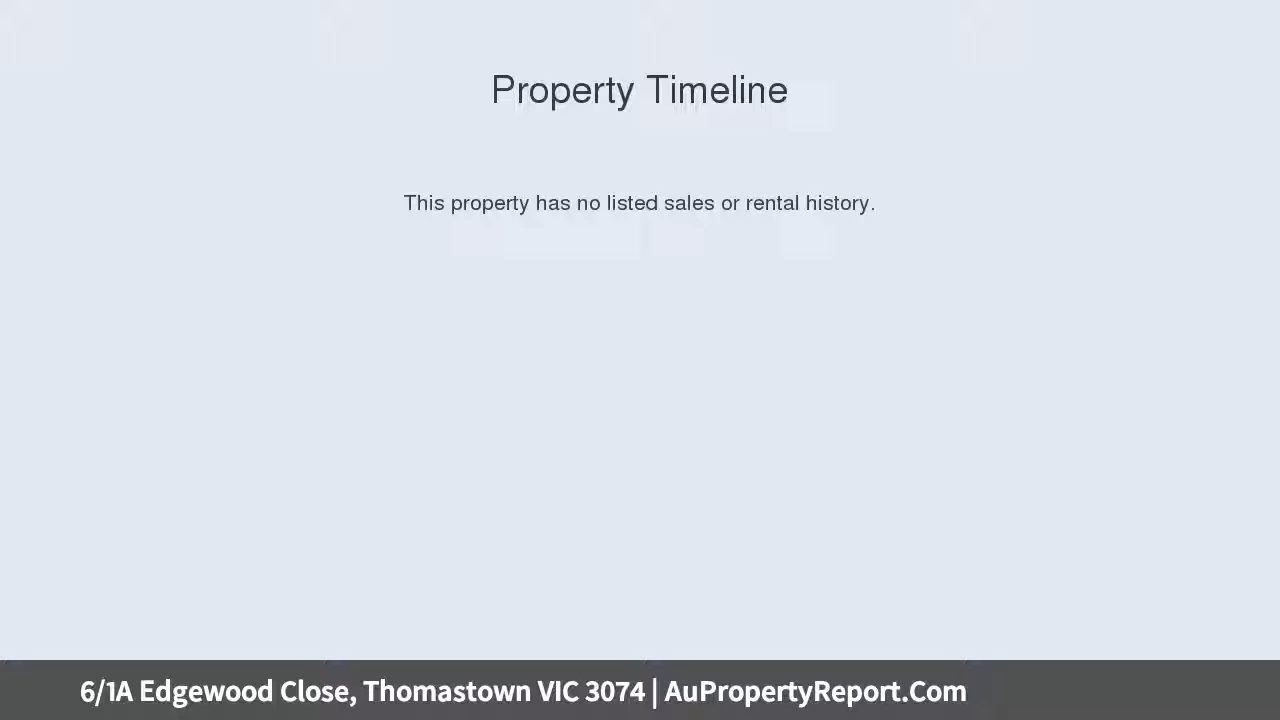 Property Timeline
This property has no listed sales or rental history.
6/1A Edgewood Close, Thomastown VIC 3074 | AuPropertyReport.Com